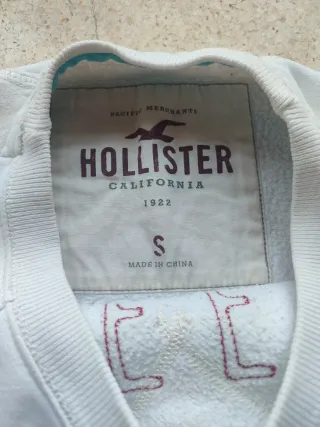 PACIFIC MERCHANTS
HOLLISTER
CALIFORNIA
1922
S
MADE IN CHINA